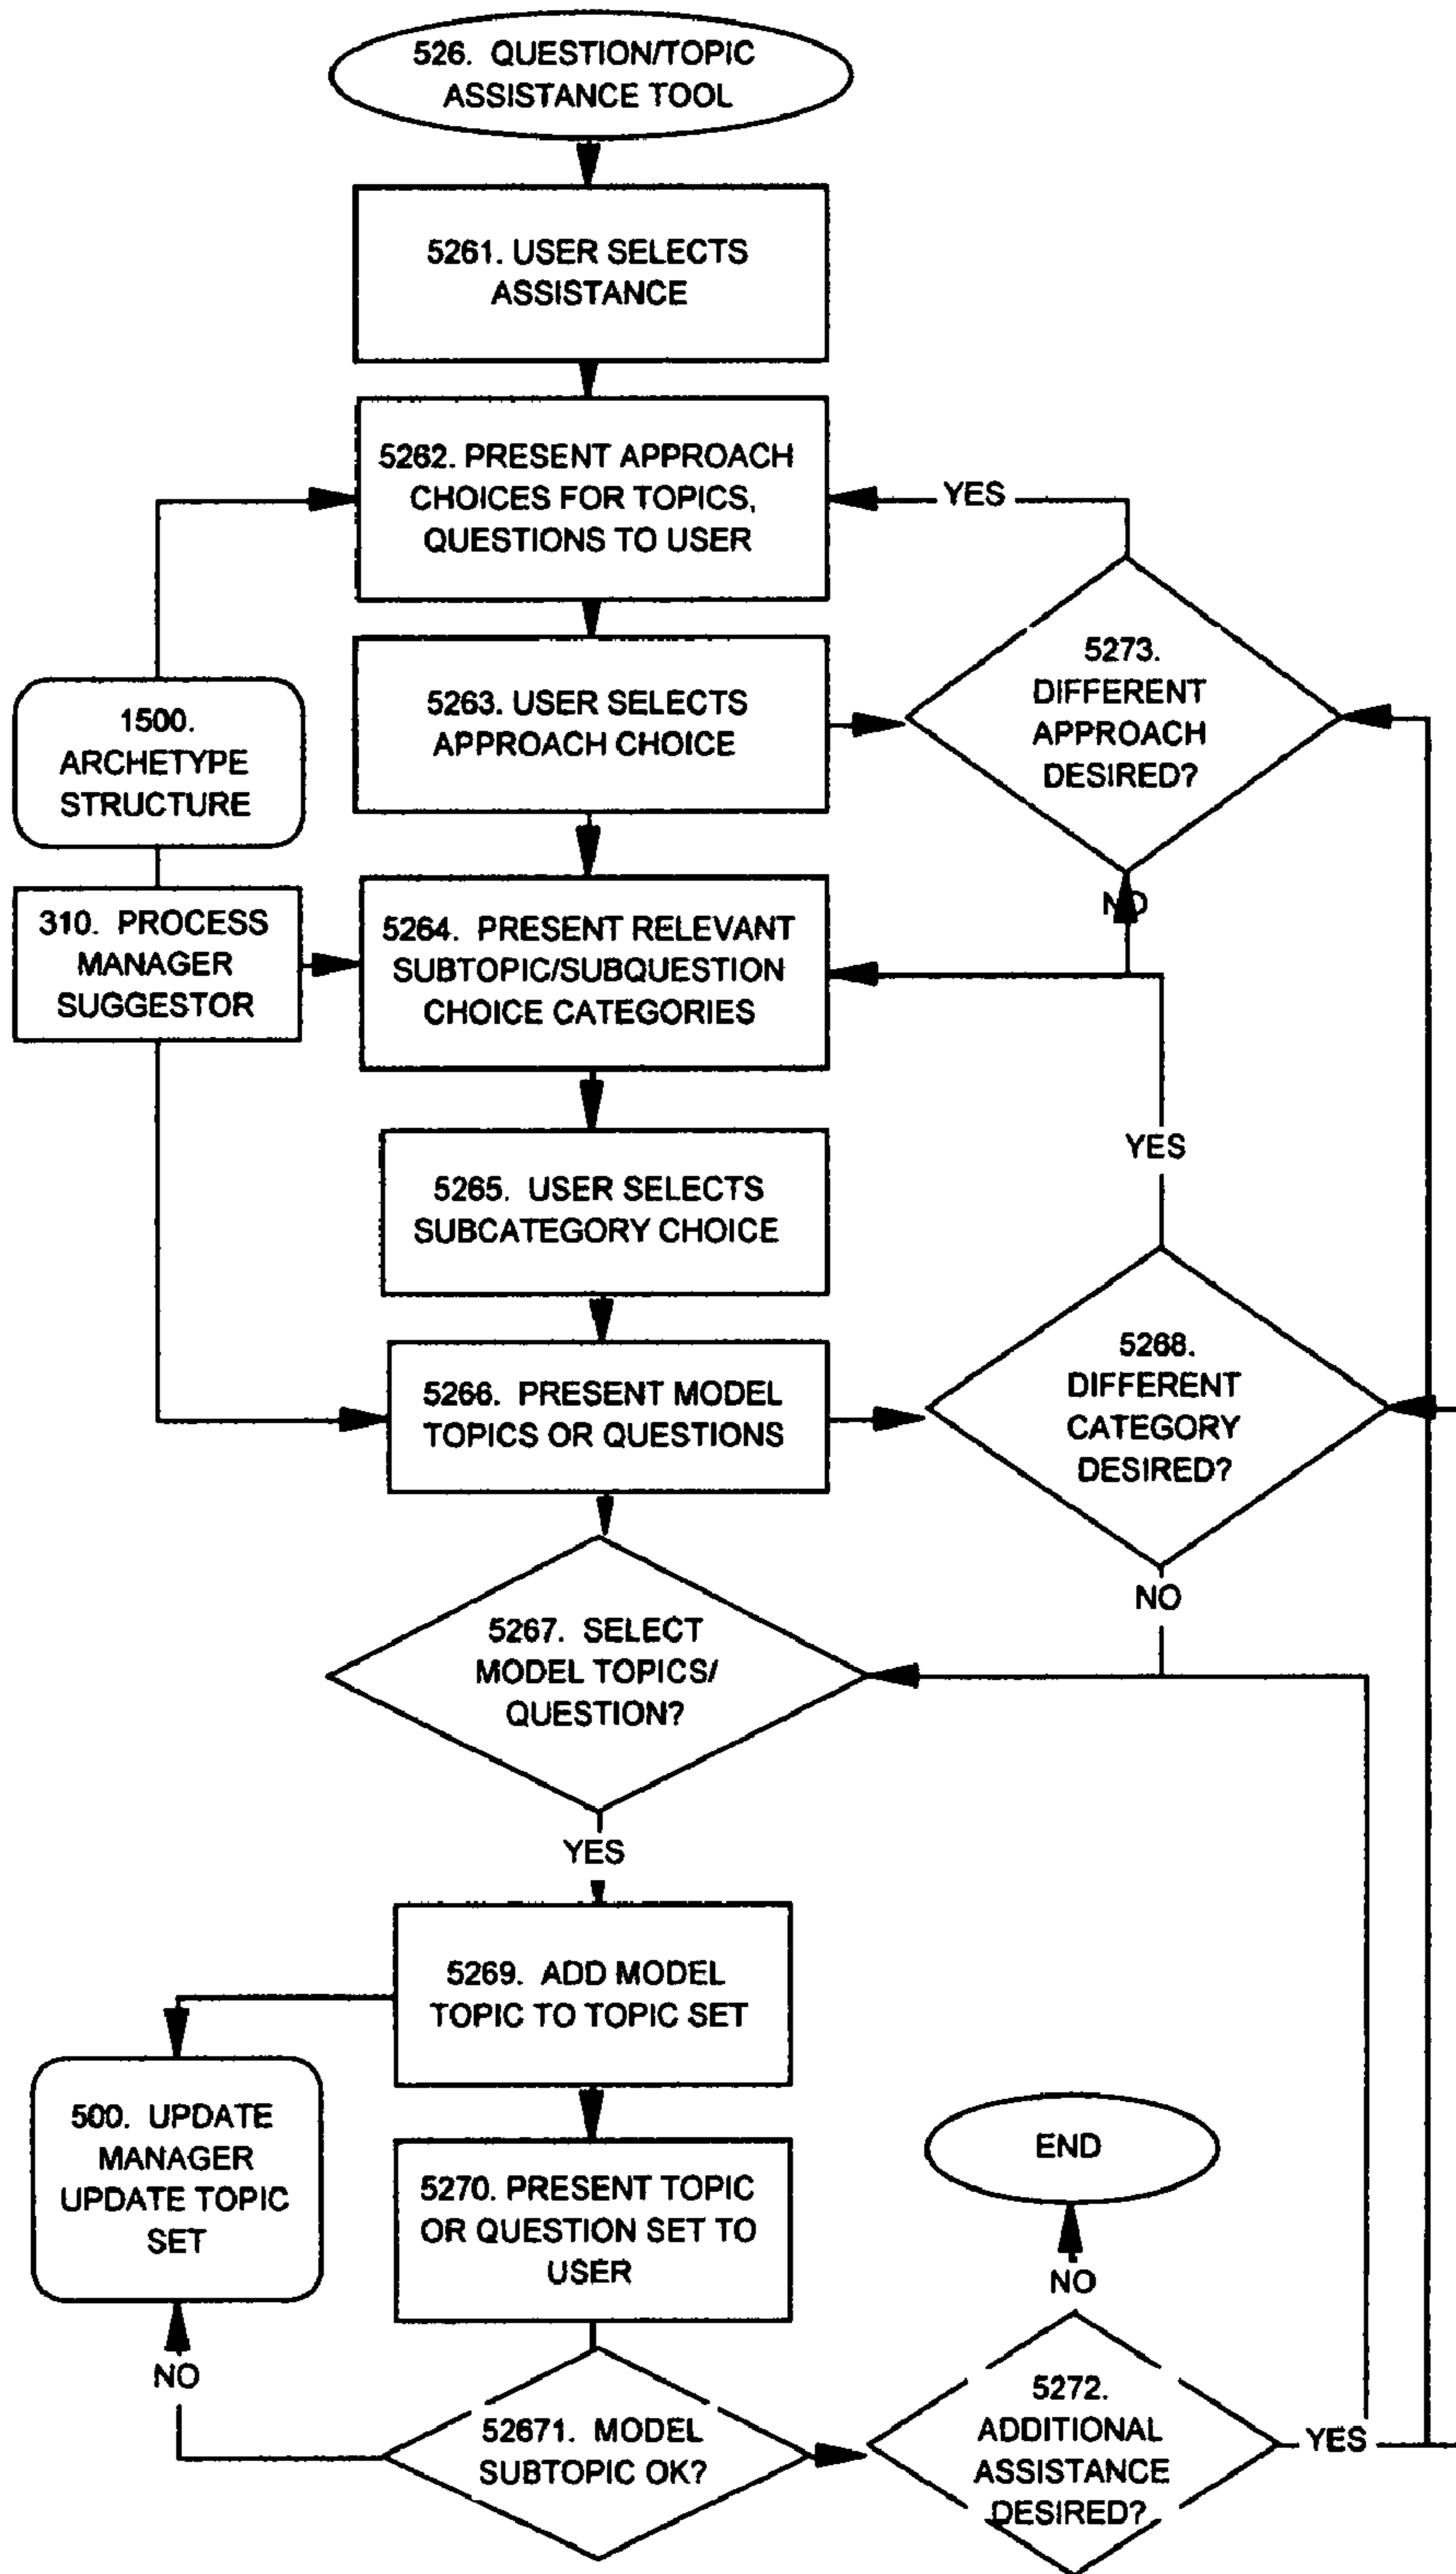 526. QUESTION/TOPIC
ASSISTANCE TOOL
5261. USER SELECTS
ASSISTANCE
5262. PRESENT APPROACH
CHOICES FOR TOPICS,
QUESTIONS TO USER
YES
5263. USER SELECTS
APPROACH CHOICE
5273.
DIFFERENT
APPROACH
DESIRED?
1500.
ARCHETYPE
STRUCTURE
NO
310. PROCESS
MANAGER
SUGGESTOR
5264. PRESENT RELEVANT
SUBTOPIC/SUBQUESTION
CHOICE CATEGORIES
YES
5265. USER SELECTS
SUBCATEGORY CHOICE
5266. PRESENT MODEL
TOPICS OR QUESTIONS
5268.
DIFFERENT
CATEGORY
DESIRED?
NO
5267. SELECT
MODEL TOPICS/
QUESTION?
YES
5269. ADD MODEL
TOPIC TO TOPIC SET
500. UPDATE
MANAGER
UPDATE TOPIC
SET
5270. PRESENT TOPIC
OR QUESTION SET TO
USER
END
NO
NO
52671. MODEL
SUBTOPIC OK?
5272.
ADDITIONAL
ASSISTANCE
DESIRED?
YES